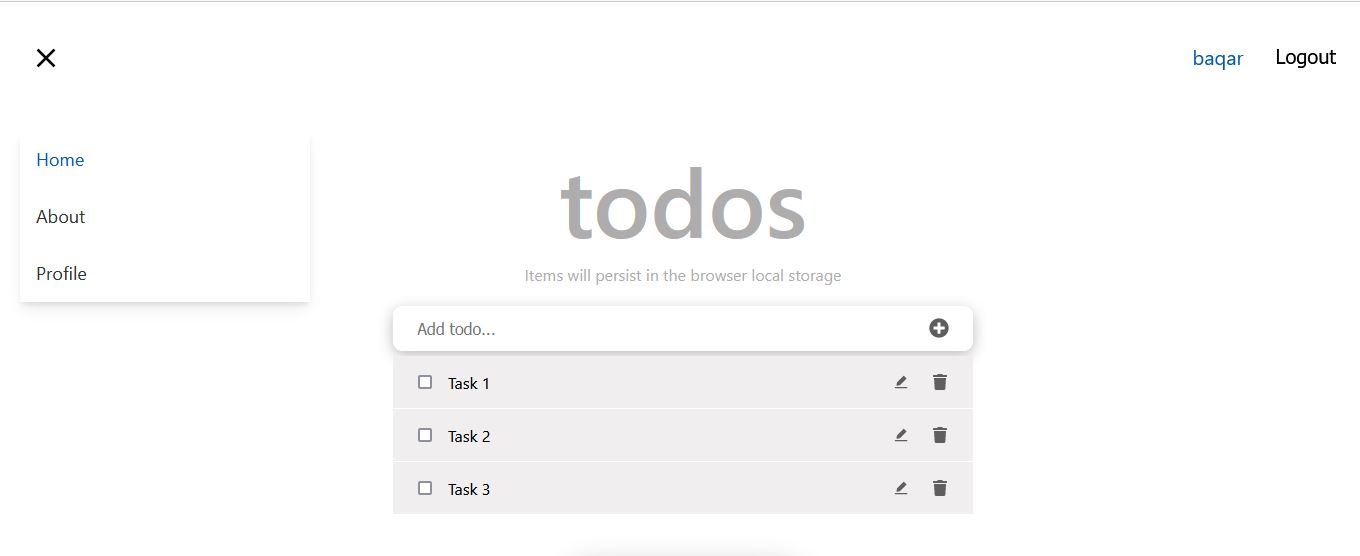 baqar Logout
Home
About
Profile
todos
Items will persist in the browser local storage
Add todo...
Task 1
Task 2
Task 3